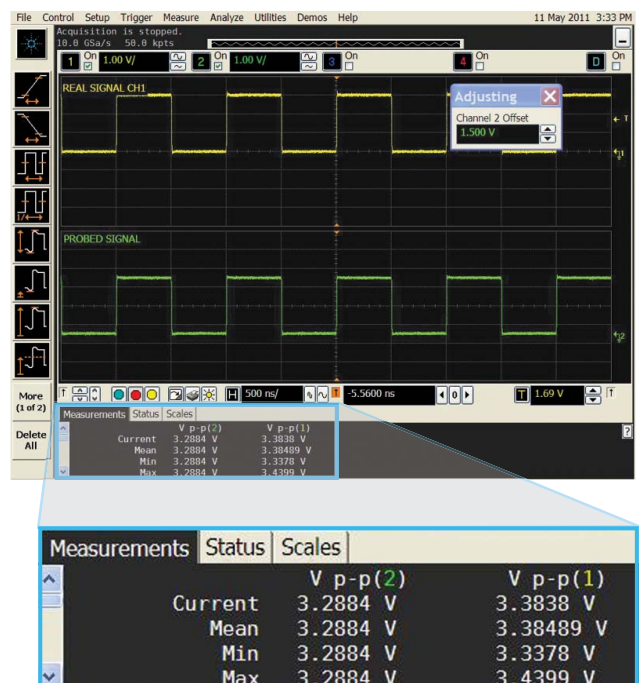 File Control Setup Trigger Measure Analyze Utilities Demos Help 11 May 2011 3:33 PM
Acquisition is stopped.
10.0 GSa/s 50.0 kpts
1 On 1.00 V/ 2 On 1.00 V/ 3 On 4 On D On
REAL SIGNAL CH1
Adjusting
Channel 2 Offset
1.500 V
T
1
PROBED SIGNAL
2
More
(1 of 2)
Delete
All
H 500 ns/ -5.5600 ns 0 T 1.69 V
Measurements Status Scales
V p-p(2) V p-p(1)
Current 3.2884 V 3.3838 V
Mean 3.2884 V 3.38489 V
Min 3.2884 V 3.3378 V
Max 3.2884 V 3.4399 V
?
Measurements Status Scales
V p-p(2) V p-p(1)
Current 3.2884 V 3.3838 V
Mean 3.2884 V 3.38489 V
Min 3.2884 V 3.3378 V
Max 3.2884 V 3.4399 V